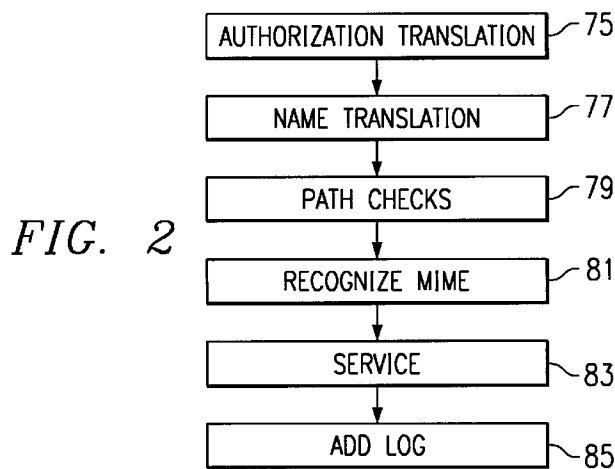 AUTHORIZATION TRANSLATION 75
NAME TRANSLATION 77
PATH CHECKS 79
FIG. 2
RECOGNIZE MIME 81
SERVICE 83
ADD LOG 85